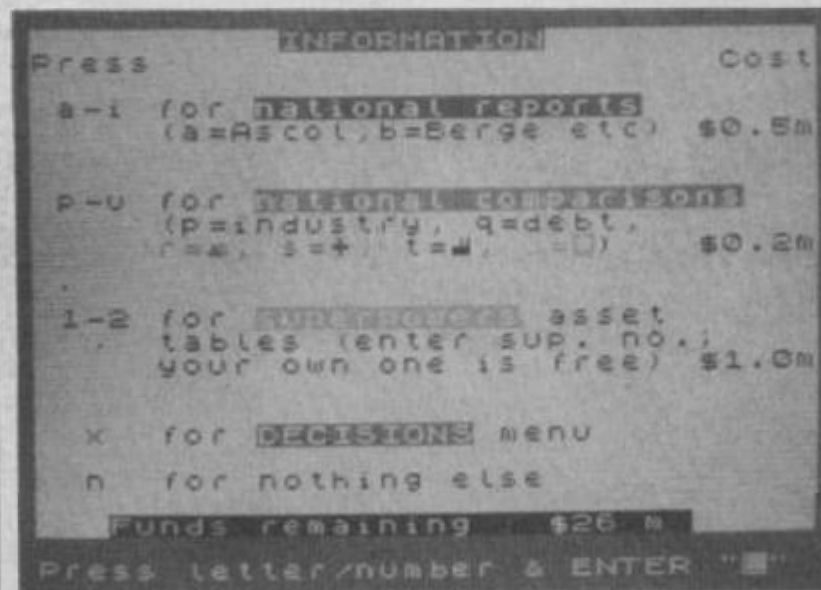 INFORMATION
Press Cost
a-i for national reports
(a=Ascol,b=Berge etc) $0.5m
p-u for national comparisons
(p=industry, q=debt,
r= , s=+, t= , = ) $0.2m
1-2 for superpowers asset
tables (enter sup. no.;
your own one is free) $1.0m
x for DECISIONS menu
n for nothing else
Funds remaining : $26 m
Press letter/number & ENTER " "